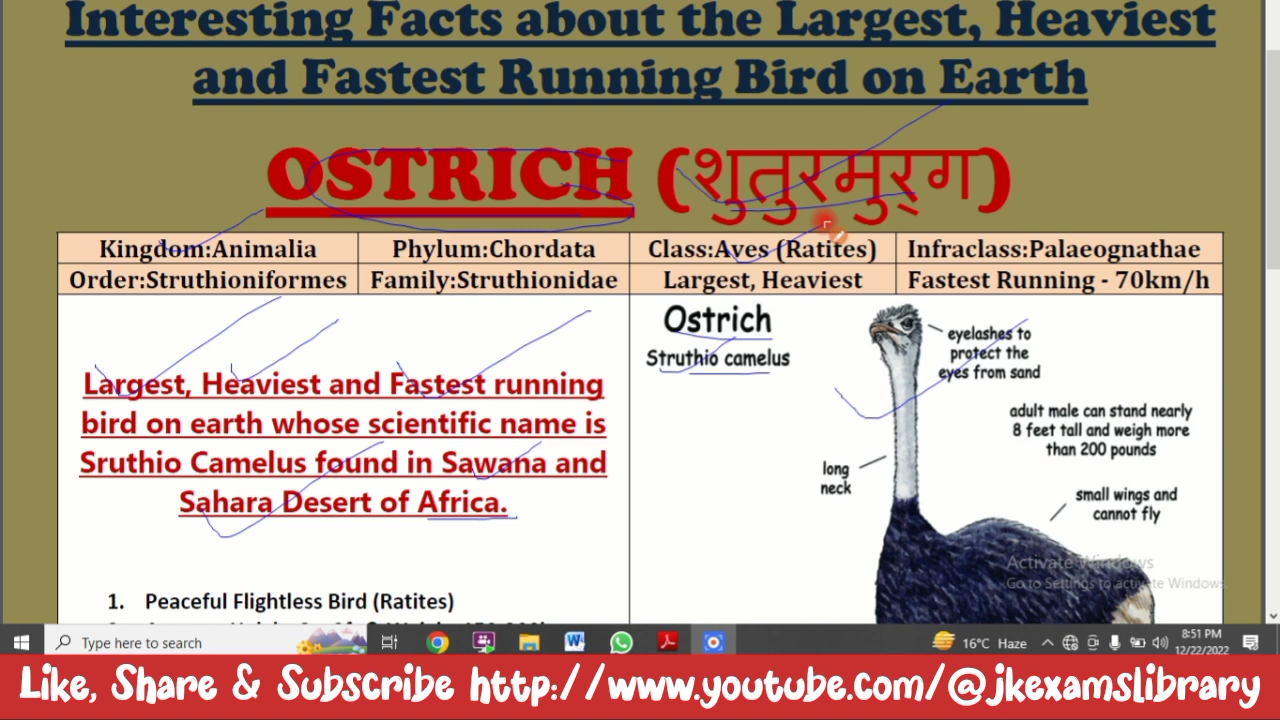 Interesting Facts about the Largest, Heaviest
and Fastest Running Bird on Earth
OSTRICH (शुतुरमुर्ग)
Kingdom:Animalia Phylum:Chordata Class:Aves (Ratites) Infraclass:Palaeognathae
Order:Struthioniformes Family:Struthionidae Largest, Heaviest Fastest Running - 70km/h
Largest, Heaviest and Fastest running
bird on earth whose scientific name is
Sruthio Camelus found in Sawana and
Sahara Desert of Africa.
1. Peaceful Flightless Bird (Ratites)
Ostrich
Struthio camelus
eyelashes to
protect the
eyes from sand
adult male can stand nearly
8 feet tall and weigh more
than 200 pounds
long
neck
small wings and
cannot fly
Activate Windows
Go to Settings to activate Windows.
Type here to search
16°C Haze
8:51 PM
12/22/2022
Like, Share & Subscribe http://www.youtube.com/@jkexamslibrary